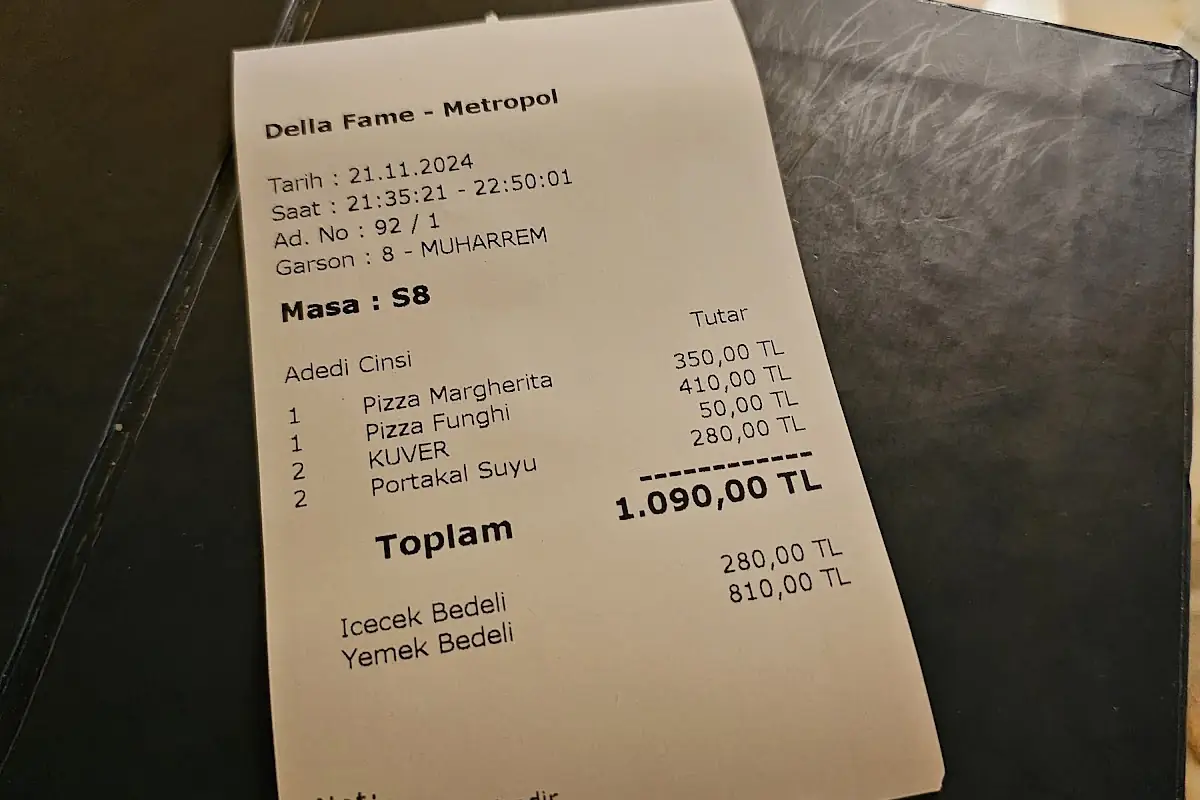 Della Fame - Metropol
Tarih : 21.11.2024
Saat : 21:35:21 - 22:50:01
Ad. No : 92 / 1
Garson : 8 - MUHARREM
Masa : S8
Adedi Cinsi Tutar
1 Pizza Margherita 350,00 TL
1 Pizza Funghi 410,00 TL
2 KUVER 50,00 TL
2 Portakal Suyu 280,00 TL
------------
Toplam 1.090,00 TL
Icecek Bedeli 280,00 TL
Yemek Bedeli 810,00 TL